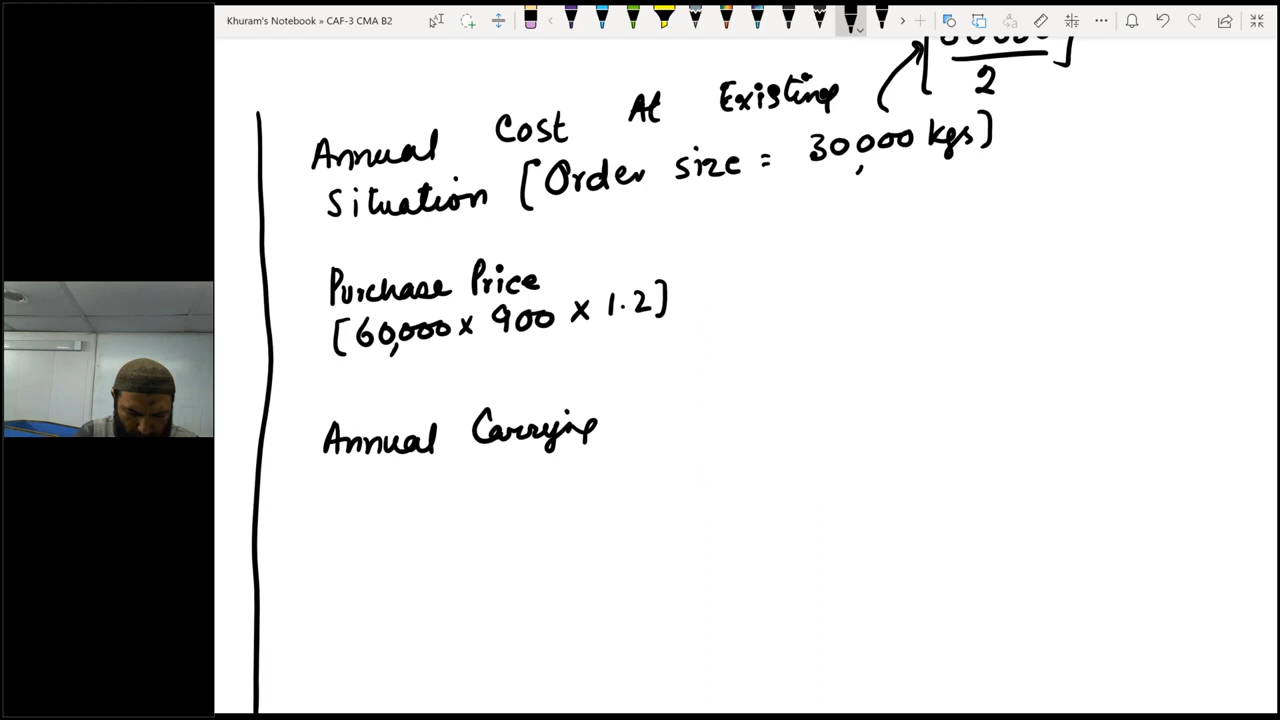 Khuram's Notebook » CAF-3 CMA B2
2
Annual Cost At Existing
Situation [Order size = 30,000 kgs]
Purchase Price
[60,000 x 900 x 1.2]
Annual Carrying